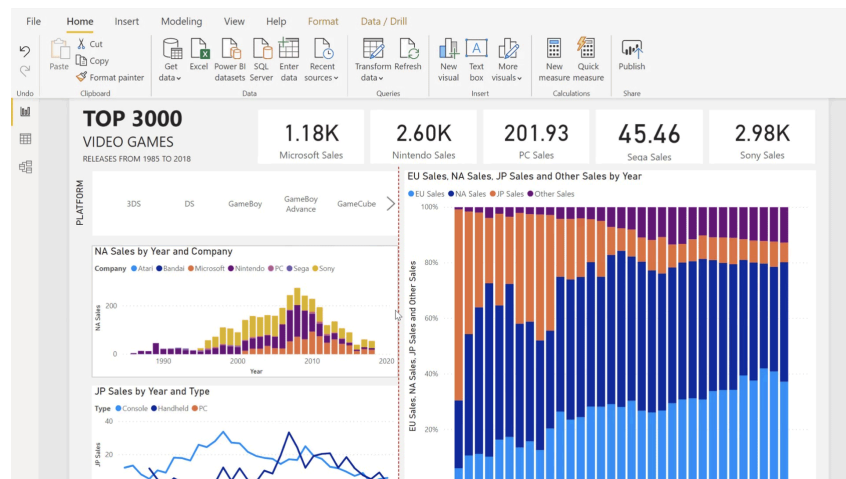 File Home Insert Modeling View Help Format Data / Drill
Paste
Cut
Copy
Format painter
Get data
Excel
Power BI datasets
SQL Server
Enter data
Recent sources
Transform data
Refresh
New visual
Text box
More visuals
New measure
Quick measure
Publish
Undo Clipboard Data Queries Insert Calculations Share
TOP 3000
VIDEO GAMES
RELEASES FROM 1985 TO 2018
1.18K
Microsoft Sales
2.60K
Nintendo Sales
201.93
PC Sales
45.46
Sega Sales
2.98K
Sony Sales
PLATFORM
3DS
DS
GameBoy
GameBoy Advance
GameCube
NA Sales by Year and Company
Company Atari Bandai Microsoft Nintendo PC Sega Sony
NA Sales
200
0
1990 2000 2010 2020
Year
JP Sales by Year and Type
Type Console Handheld PC
JP Sales
40
20
EU Sales, NA Sales, JP Sales and Other Sales by Year
EU Sales NA Sales JP Sales Other Sales
EU Sales, NA Sales, JP Sales and Other Sales
100%
80%
60%
40%
20%